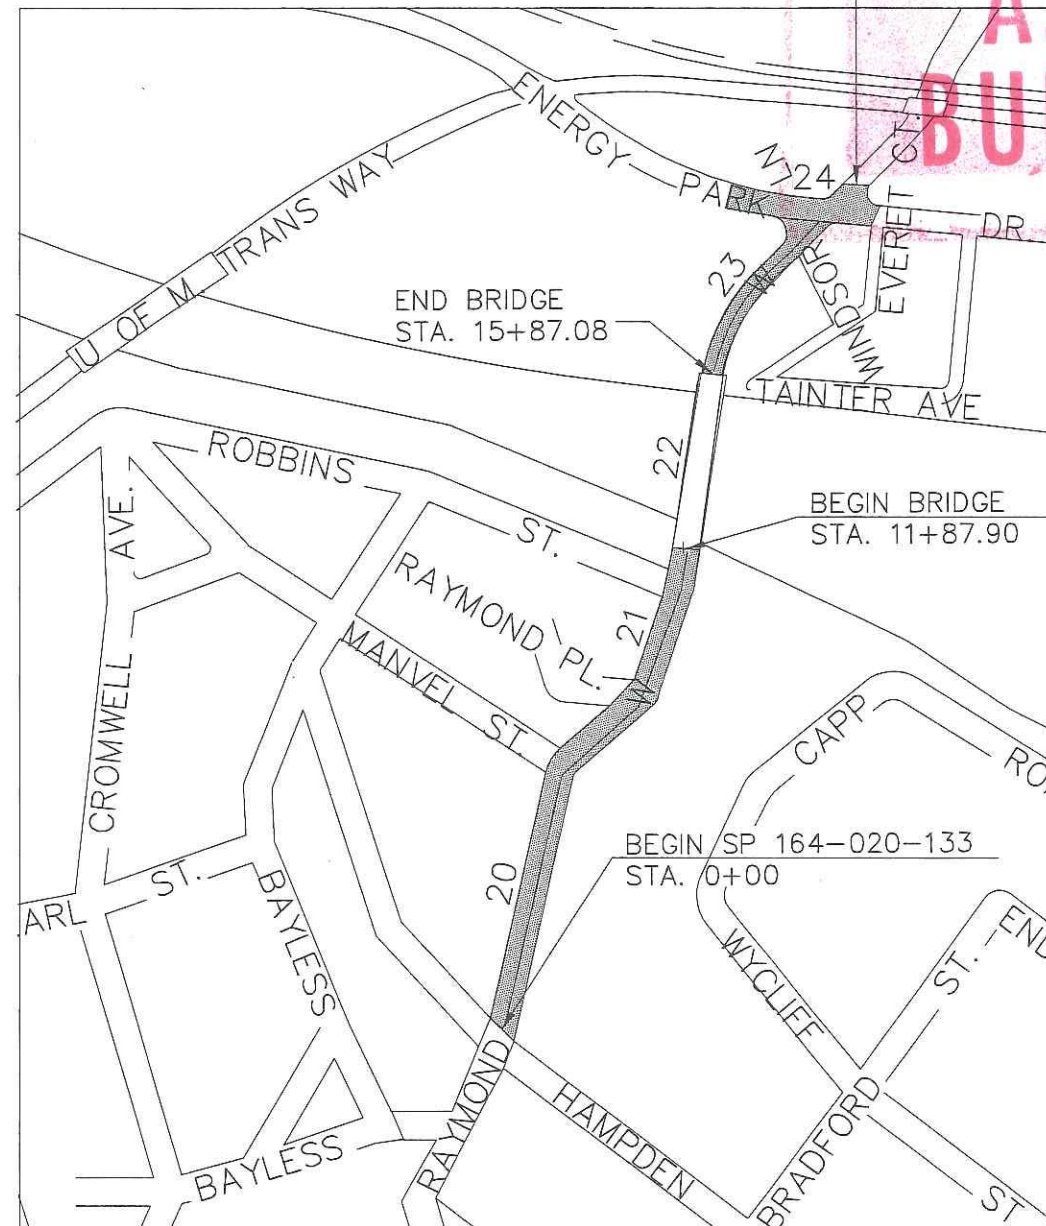 BU
ENERGY PARK DR.
24
EVERET CT.
U OF M. TRANS WAY
23
WINDSOR
LN
END BRIDGE
STA. 15+87.08
TAINTER AVE
22
ROBBINS ST.
BEGIN BRIDGE
STA. 11+87.90
CROMWELL AVE.
RAYMOND PL.
21
MANVEL ST.
CAPP
20
BEGIN SP 164-020-133
STA. 0+00
ARL ST.
BAYLESS
WYCLIFF
ST.
RAYMOND
HAMPDEN
BRADFORD ST.
BAYLESS